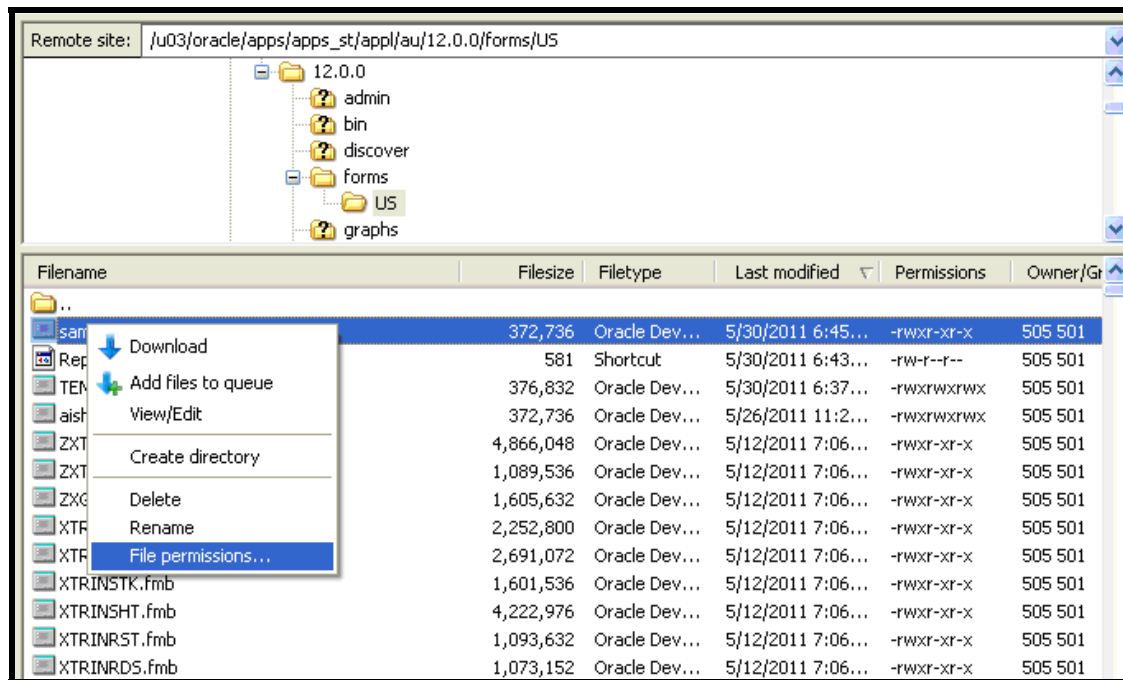 Remote site: /u03/oracle/apps/apps_st/appl/au/12.0.0/forms/US
12.0.0
admin
bin
discover
forms
US
graphs
Filename Filesize Filetype Last modified Permissions Owner/Gr
..
sam 372,736 Oracle Dev... 5/30/2011 6:45... -rwxr-xr-x 505 501
Download
Rep 581 Shortcut 5/30/2011 6:43... -rw-r--r-- 505 501
Add files to queue
TEM 376,832 Oracle Dev... 5/30/2011 6:37... -rwxrwxrwx 505 501
View/Edit
aish 372,736 Oracle Dev... 5/26/2011 11:2... -rwxrwxrwx 505 501
ZXT 4,866,048 Oracle Dev... 5/12/2011 7:06... -rwxr-xr-x 505 501
Create directory
ZXT 1,089,536 Oracle Dev... 5/12/2011 7:06... -rwxr-xr-x 505 501
Delete
ZXG 1,605,632 Oracle Dev... 5/12/2011 7:06... -rwxr-xr-x 505 501
Rename
XTR 2,252,800 Oracle Dev... 5/12/2011 7:06... -rwxr-xr-x 505 501
File permissions...
XTR 2,691,072 Oracle Dev... 5/12/2011 7:06... -rwxr-xr-x 505 501
XTRINSTK.fmb 1,601,536 Oracle Dev... 5/12/2011 7:06... -rwxr-xr-x 505 501
XTRINSHT.fmb 4,222,976 Oracle Dev... 5/12/2011 7:06... -rwxr-xr-x 505 501
XTRINRST.fmb 1,093,632 Oracle Dev... 5/12/2011 7:06... -rwxr-xr-x 505 501
XTRINRDS.fmb 1,073,152 Oracle Dev... 5/12/2011 7:06... -rwxr-xr-x 505 501